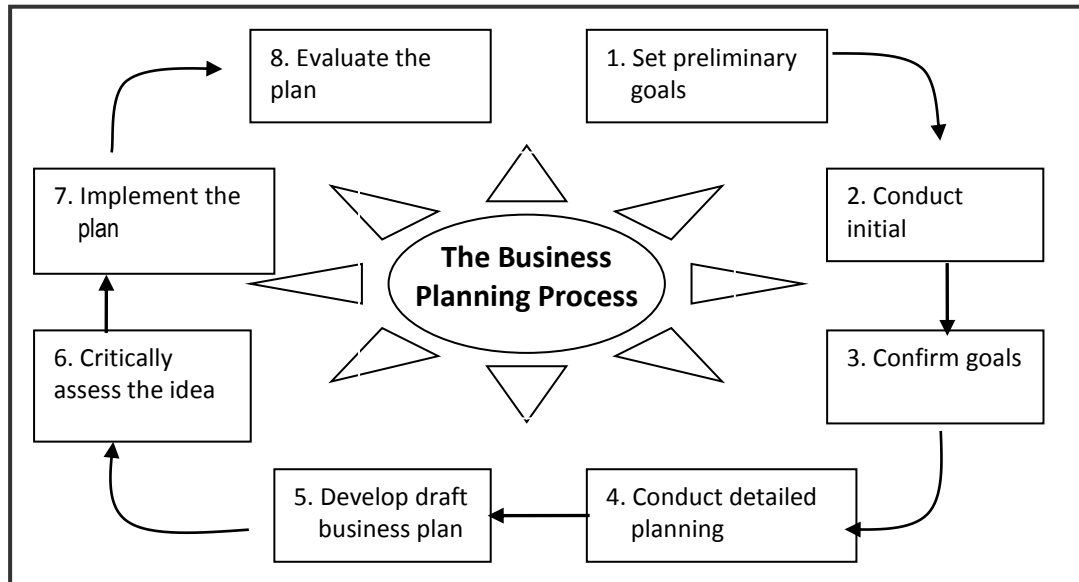 8. Evaluate the
plan
1. Set preliminary
goals
7. Implement the
plan
2. Conduct
initial
The Business
Planning Process
6. Critically
assess the idea
3. Confirm goals
5. Develop draft
business plan
4. Conduct detailed
planning